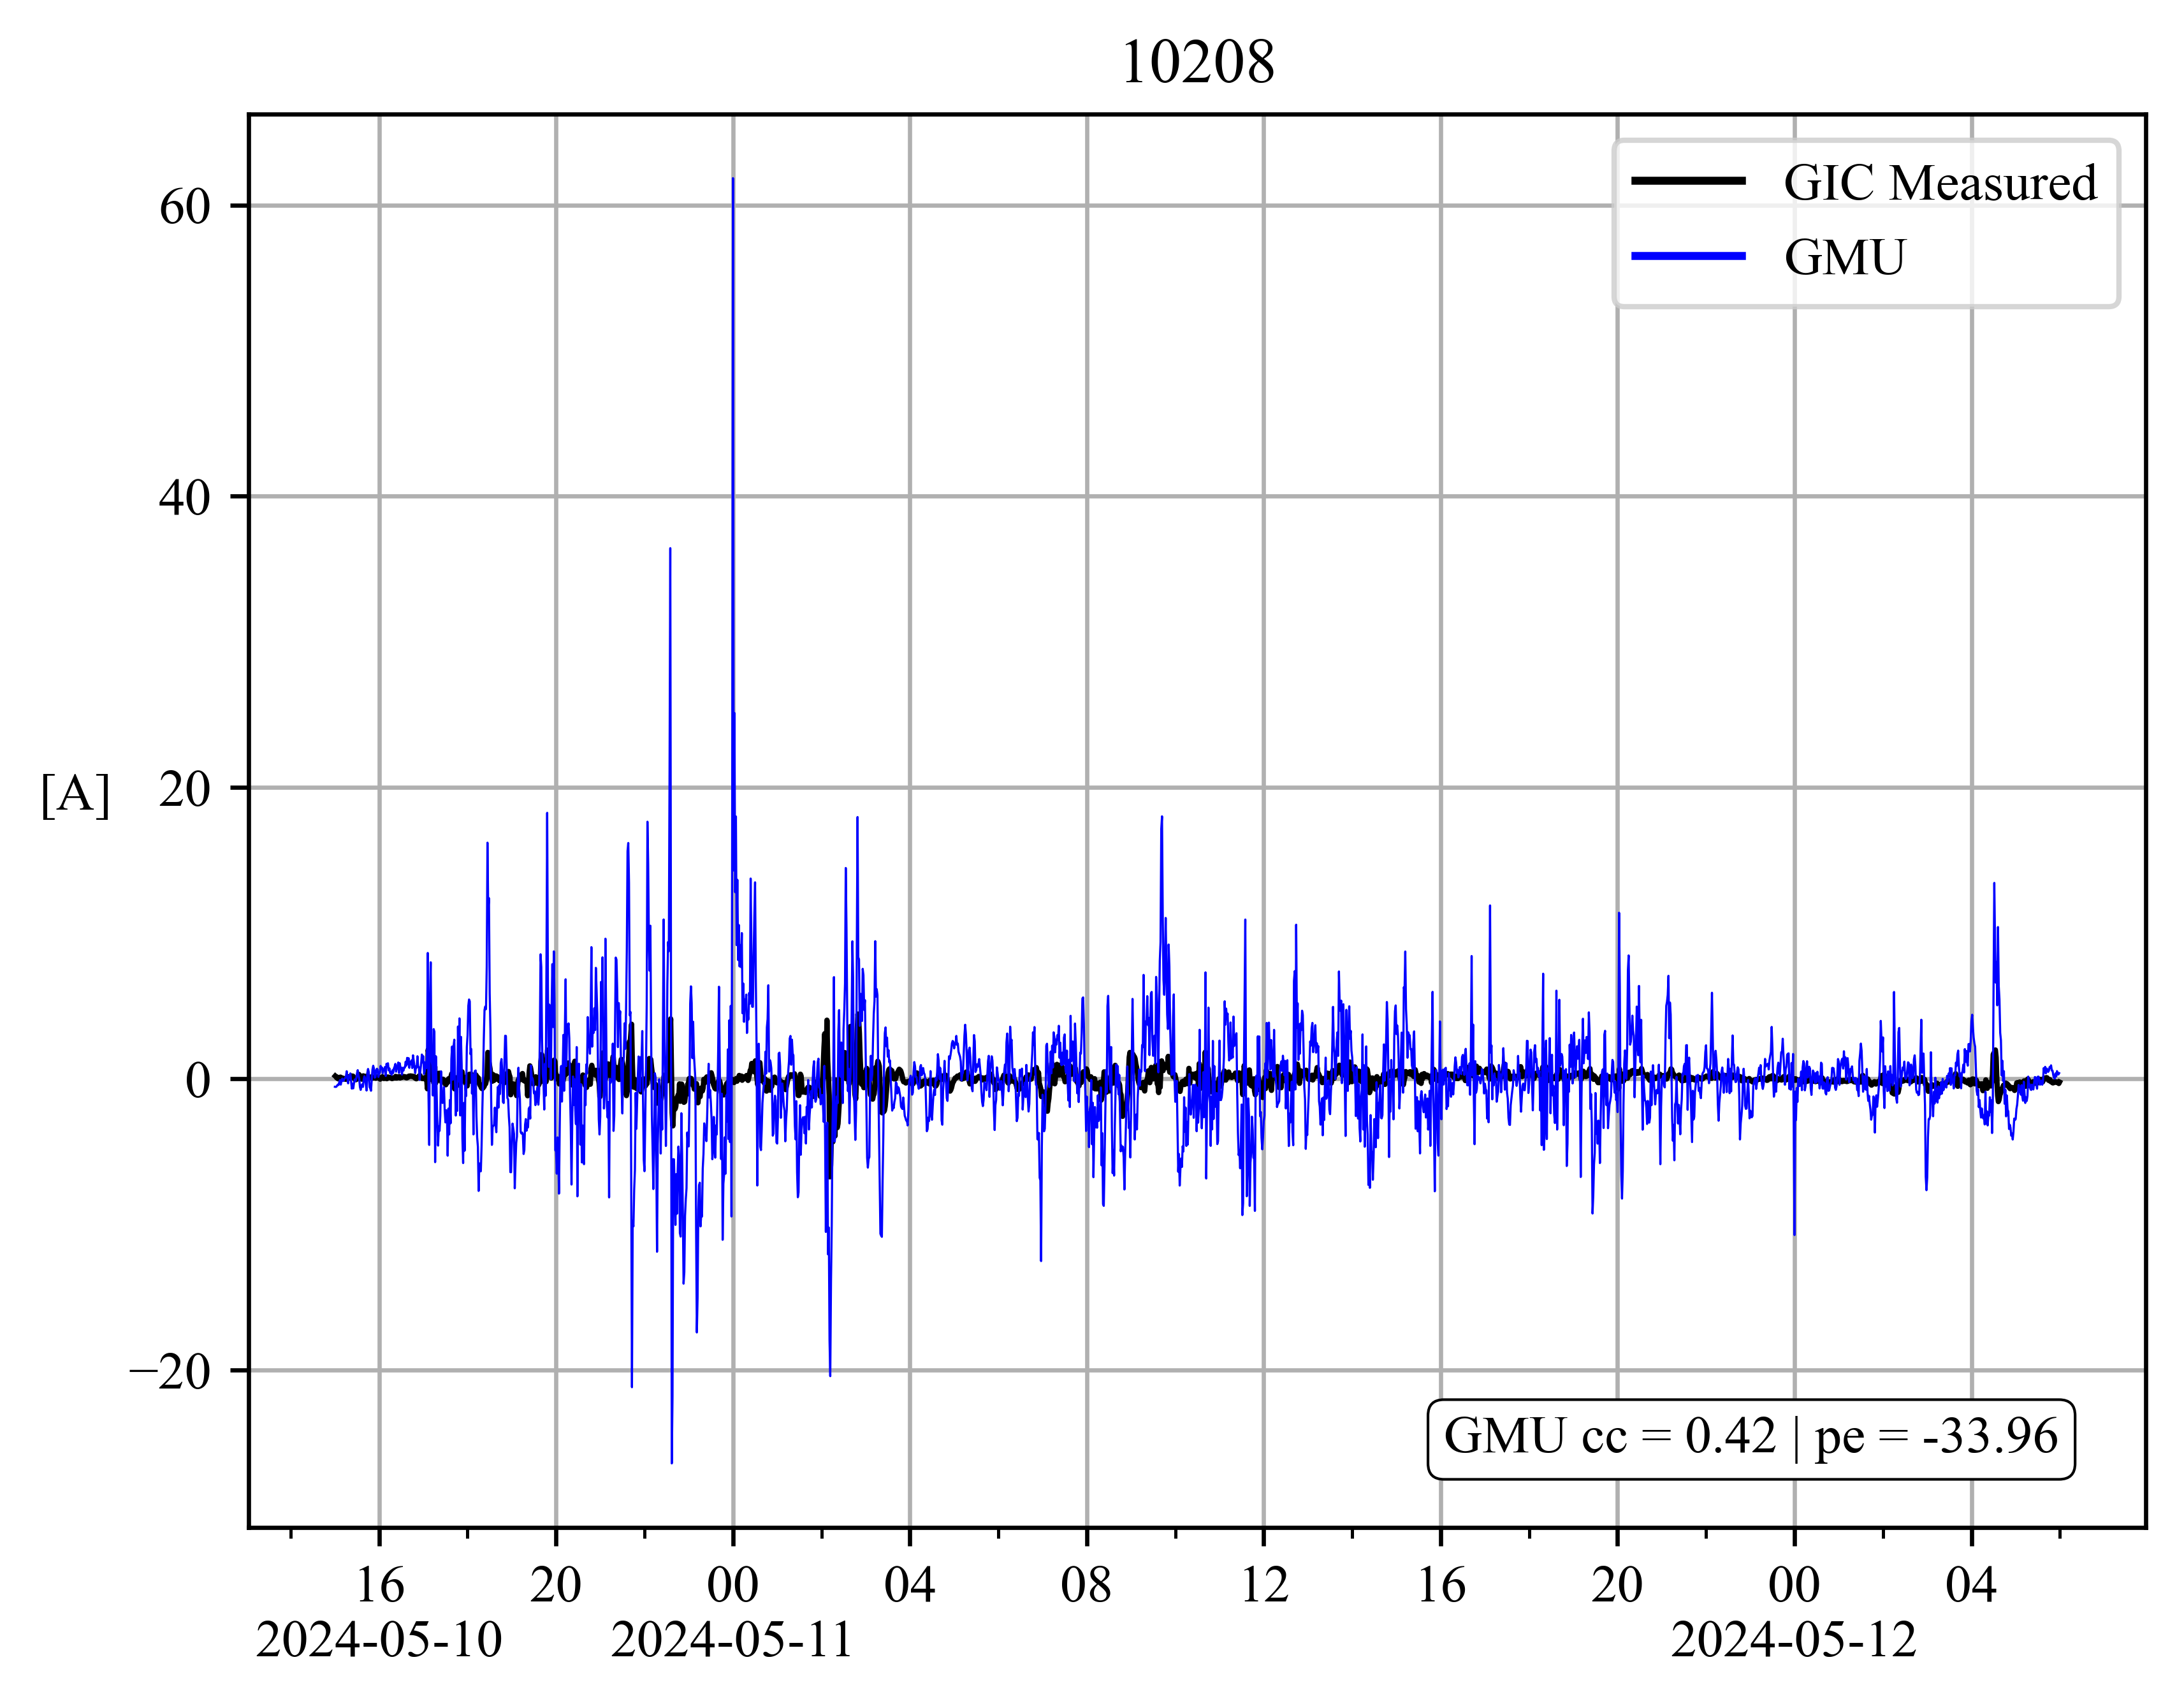 10208
GIC Measured
GMU
60
40
20
0
−20
[A]
GMU cc = 0.42 | pe = -33.96
16 20 00 04 08 12 16 20 00 04
2024-05-10 2024-05-11 2024-05-12